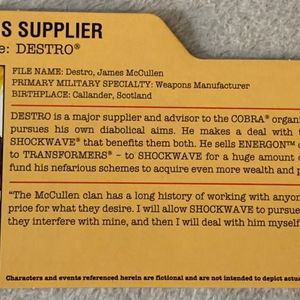 S SUPPLIER
e: DESTRO®
FILE NAME: Destro, James McCullen
PRIMARY MILITARY SPECIALTY: Weapons Manufacturer
BIRTHPLACE: Callander, Scotland
DESTRO is a major supplier and advisor to the COBRA® organi
pursues his own diabolical aims. He makes a deal with t
SHOCKWAVE® that benefits them both. He sells ENERGON™ c
to TRANSFORMERS® – to SHOCKWAVE for a huge amount o
fund his nefarious schemes to acquire even more wealth and p
"The McCullen clan has a long history of working with anyon
price for what they desire. I will allow SHOCKWAVE to pursue
they interfere with mine, and then I will deal with him myself
Characters and events referenced herein are fictional and are not intended to depict actua